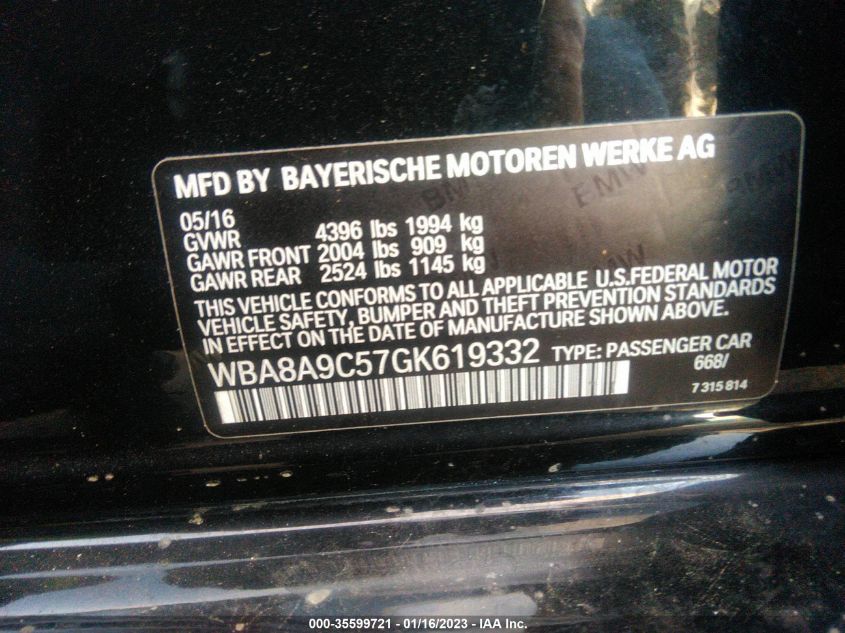 MFD BY BAYERISCHE MOTOREN WERKE AG
05/16
GVWR 4396 lbs 1994 kg
GAWR FRONT 2004 lbs 909 kg
GAWR REAR 2524 lbs 1145 kg
THIS VEHICLE CONFORMS TO ALL APPLICABLE U.S.FEDERAL MOTOR
VEHICLE SAFETY, BUMPER AND THEFT PREVENTION STANDARDS
IN EFFECT ON THE DATE OF MANUFACTURE SHOWN ABOVE.
WBA8A9C57GK619332 TYPE: PASSENGER CAR
668/
7 315 814
BMW
BMW
BMW
000-35599721 - 01/16/2023 - IAA Inc.